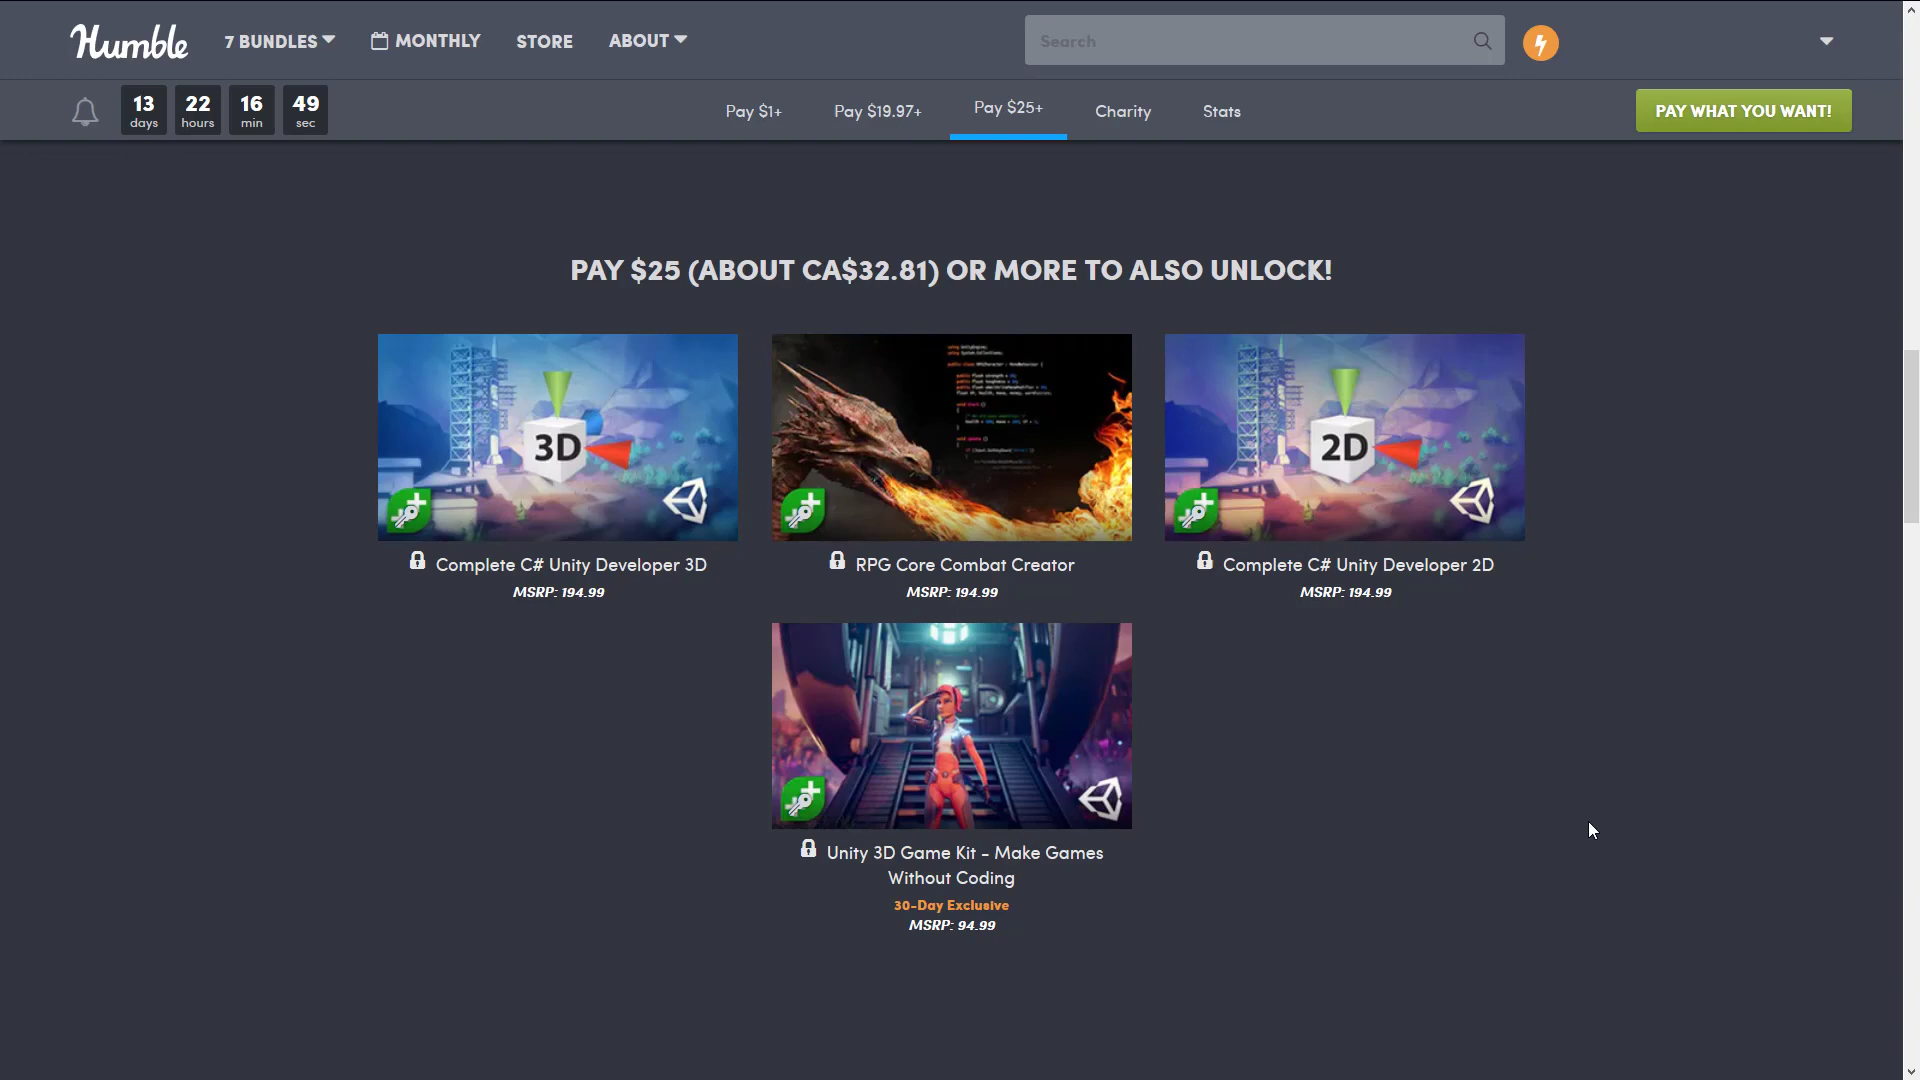 Humble
7 BUNDLES
MONTHLY
STORE
ABOUT
Search
13 days
22 hours
16 min
49 sec
Pay $1+
Pay $19.97+
Pay $25+
Charity
Stats
PAY WHAT YOU WANT!
PAY $25 (ABOUT CA$32.81) OR MORE TO ALSO UNLOCK!
3D
2D
Complete C# Unity Developer 3D
MSRP: 194.99
RPG Core Combat Creator
MSRP: 194.99
Complete C# Unity Developer 2D
MSRP: 194.99
Unity 3D Game Kit - Make Games
Without Coding
30-Day Exclusive
MSRP: 94.99